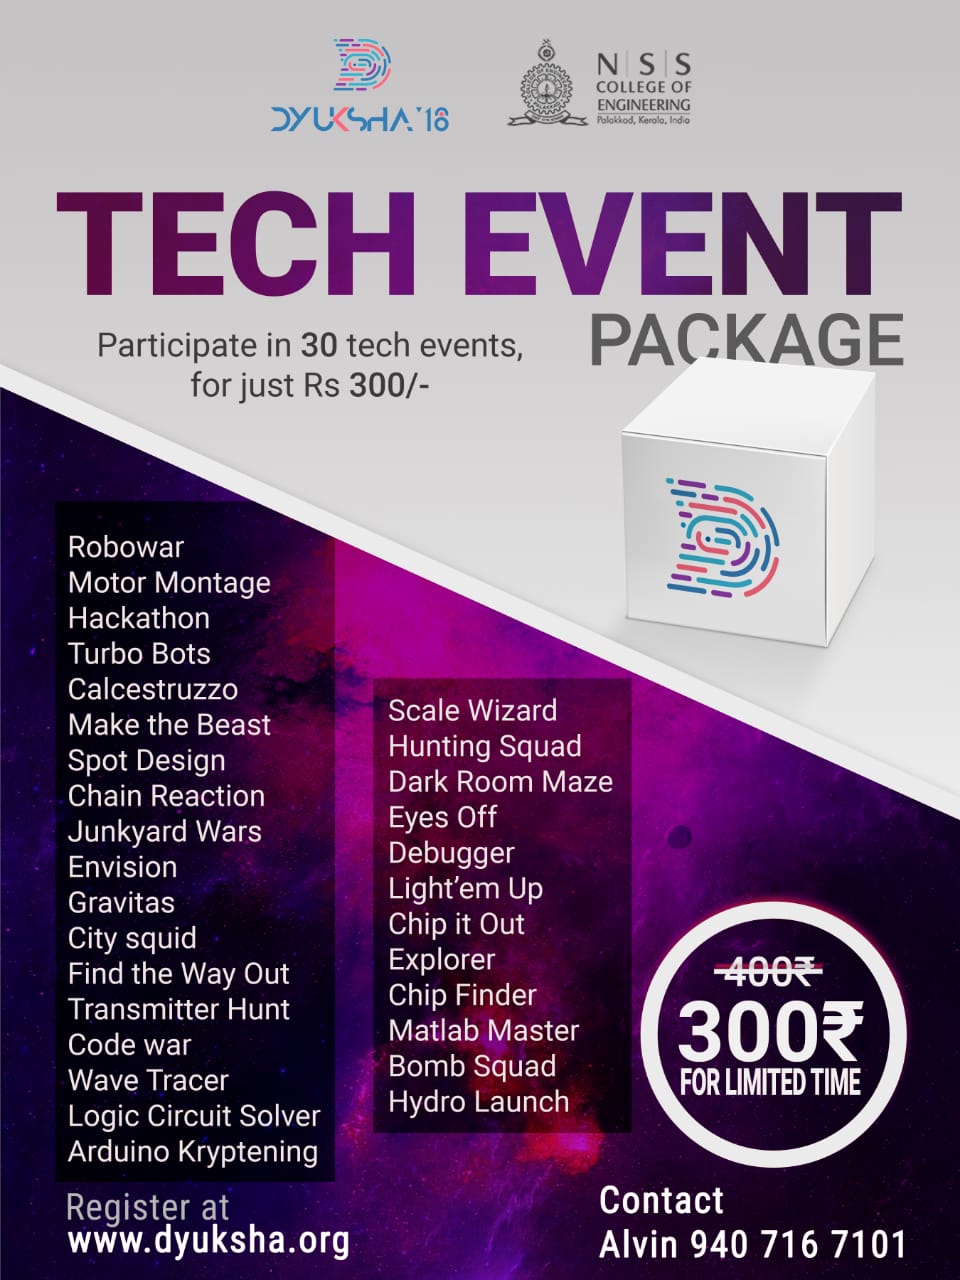 DYUKSHA'18
N|S|S
COLLEGE OF
ENGINEERING
Palakkad, Kerala, India
TECH EVENT
PACKAGE
Participate in 30 tech events,
for just Rs 300/-
Robowar
Motor Montage
Hackathon
Turbo Bots
Calcestruzzo
Make the Beast
Spot Design
Chain Reaction
Junkyard Wars
Envision
Gravitas
City squid
Find the Way Out
Transmitter Hunt
Code war
Wave Tracer
Logic Circuit Solver
Arduino Kryptening
Scale Wizard
Hunting Squad
Dark Room Maze
Eyes Off
Debugger
Light'em Up
Chip it Out
Explorer
Chip Finder
Matlab Master
Bomb Squad
Hydro Launch
400₹
300₹
FOR LIMITED TIME
Register at
www.dyuksha.org
Contact
Alvin 940 716 7101